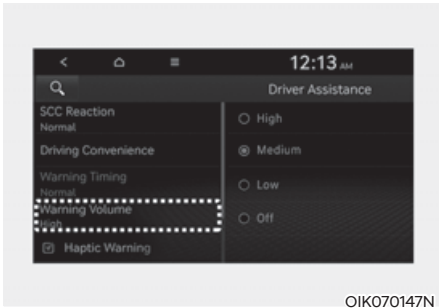 12:13 AM
Driver Assistance
SCC Reaction
Normal
Driving Convenience
Warning Timing
Normal
Warning Volume
High
Haptic Warning
High
Medium
Low
Off
OIK070147N